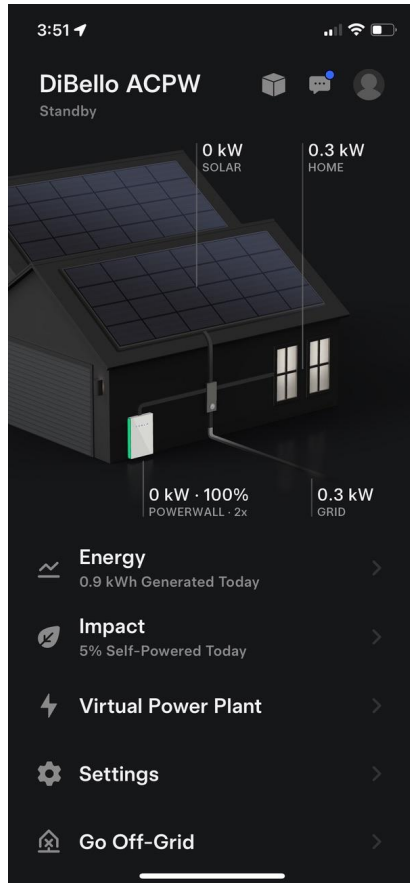 3:51
DiBello ACPW
Standby
0 kW
SOLAR
0.3 kW
HOME
0 kW · 100%
POWERWALL · 2x
0.3 kW
GRID
Energy
0.9 kWh Generated Today
Impact
5% Self-Powered Today
Virtual Power Plant
Settings
Go Off-Grid